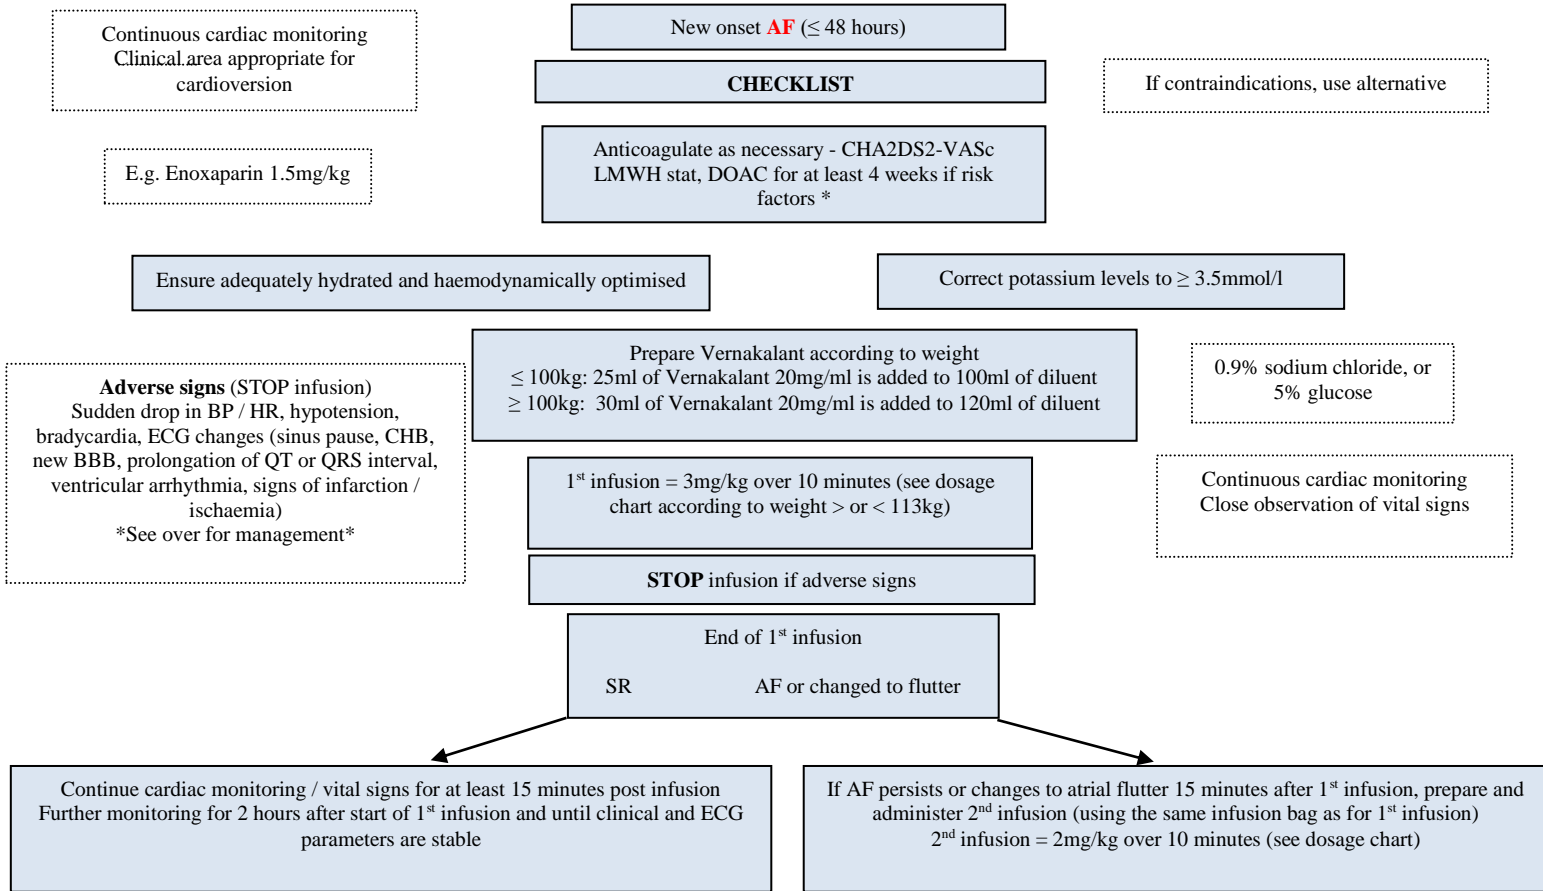 Continuous cardiac monitoring
Clinical area appropriate for
cardioversion
New onset AF (≤ 48 hours)
CHECKLIST
If contraindications, use alternative
E.g. Enoxaparin 1.5mg/kg
Anticoagulate as necessary - CHA2DS2-VASc
LMWH stat, DOAC for at least 4 weeks if risk
factors *
Ensure adequately hydrated and haemodynamically optimised
Correct potassium levels to ≥ 3.5mmol/l
Prepare Vernakalant according to weight
≤ 100kg: 25ml of Vernakalant 20mg/ml is added to 100ml of diluent
≥ 100kg: 30ml of Vernakalant 20mg/ml is added to 120ml of diluent
0.9% sodium chloride, or
5% glucose
Adverse signs (STOP infusion)
Sudden drop in BP / HR, hypotension,
bradycardia, ECG changes (sinus pause, CHB,
new BBB, prolongation of QT or QRS interval,
ventricular arrhythmia, signs of infarction /
ischaemia)
*See over for management*
1st infusion = 3mg/kg over 10 minutes (see dosage
chart according to weight > or < 113kg)
Continuous cardiac monitoring
Close observation of vital signs
STOP infusion if adverse signs
End of 1st infusion
SR AF or changed to flutter
Continue cardiac monitoring / vital signs for at least 15 minutes post infusion
Further monitoring for 2 hours after start of 1st infusion and until clinical and ECG
parameters are stable
If AF persists or changes to atrial flutter 15 minutes after 1st infusion, prepare and
administer 2nd infusion (using the same infusion bag as for 1st infusion)
2nd infusion = 2mg/kg over 10 minutes (see dosage chart)